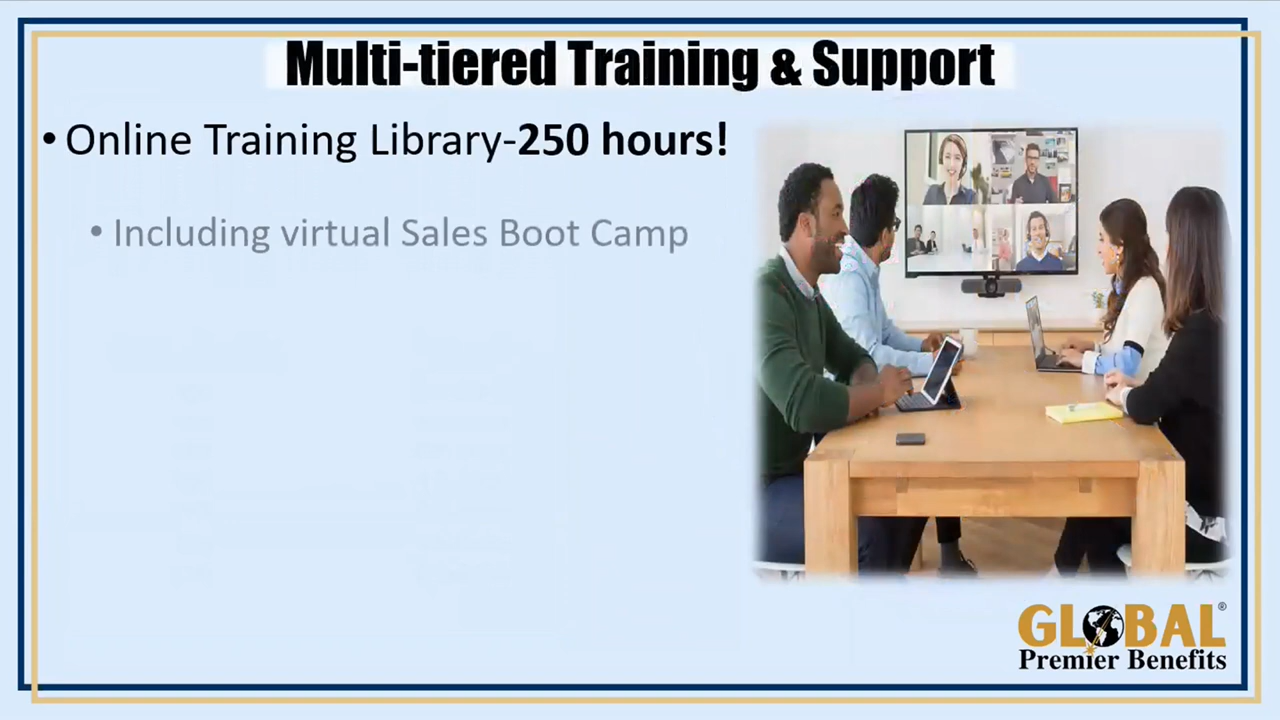 Multi-tiered Training & Support
• Online Training Library-250 hours!
• Including virtual Sales Boot Camp
GLOBAL®
Premier Benefits